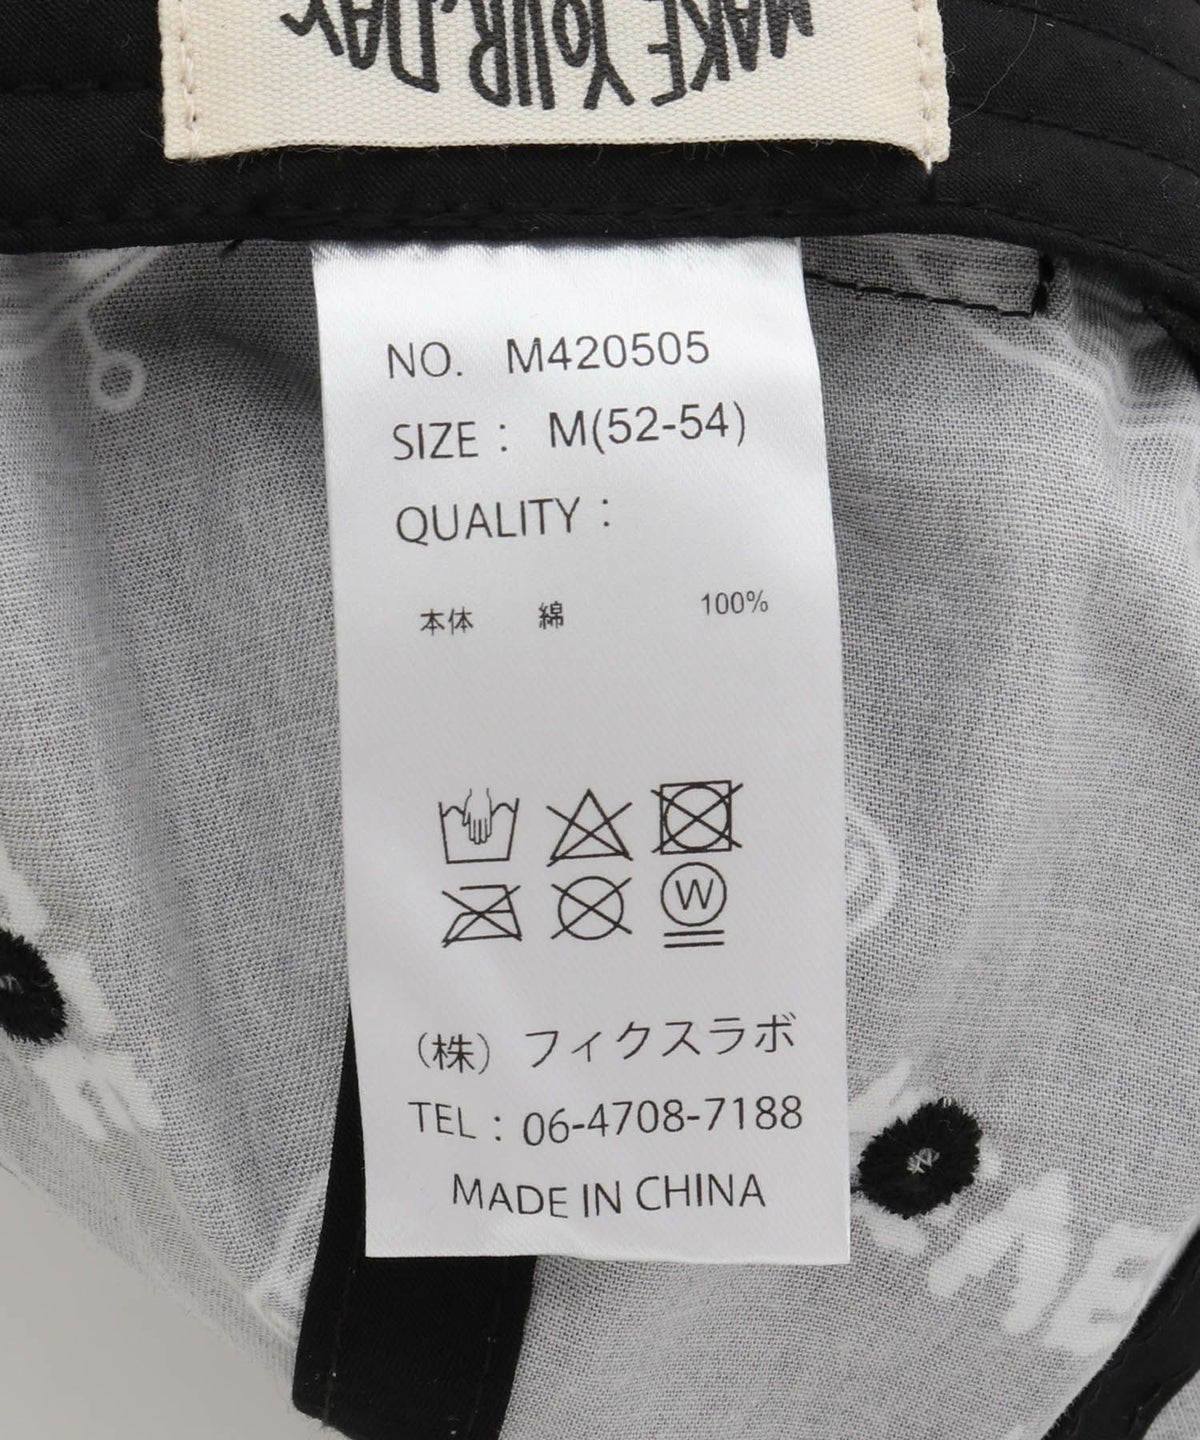 MAKE YOUR DAY
NO. M420505
SIZE : M(52-54)
QUALITY :
本体 綿 100%
W
(株) フィクスラボ
TEL : 06-4708-7188
MADE IN CHINA